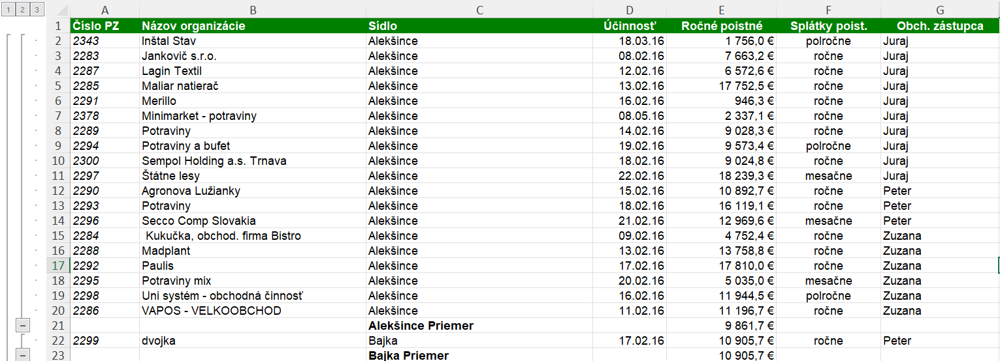 1 2 3 A B C D E F G
1 Číslo PZ Názov organizácie Sídlo Účinnosť Ročné poistné Splátky poist. Obch. zástupca
2 2343 Inštal Stav Alekšince 18.03.16 1 756,0 € polročne Juraj
3 2283 Jankovič s.r.o. Alekšince 08.02.16 7 663,2 € ročne Juraj
4 2287 Lagin Textil Alekšince 12.02.16 6 572,6 € ročne Juraj
5 2285 Maliar natierač Alekšince 13.02.16 17 752,5 € ročne Juraj
6 2291 Merillo Alekšince 16.02.16 946,3 € ročne Juraj
7 2378 Minimarket - potraviny Alekšince 08.05.16 2 337,1 € ročne Juraj
8 2289 Potraviny Alekšince 14.02.16 9 028,3 € ročne Juraj
9 2294 Potraviny a bufet Alekšince 19.02.16 9 573,4 € polročne Juraj
10 2300 Sempol Holding a.s. Trnava Alekšince 18.02.16 9 024,8 € ročne Juraj
11 2297 Štátne lesy Alekšince 22.02.16 18 239,3 € mesačne Juraj
12 2290 Agronova Lužianky Alekšince 15.02.16 10 892,7 € ročne Peter
13 2293 Potraviny Alekšince 18.02.16 16 119,1 € ročne Peter
14 2296 Secco Comp Slovakia Alekšince 21.02.16 12 969,6 € mesačne Peter
15 2284 Kukučka, obchod. firma Bistro Alekšince 09.02.16 4 752,4 € ročne Zuzana
16 2288 Madplant Alekšince 13.02.16 13 758,8 € ročne Zuzana
17 2292 Paulis Alekšince 17.02.16 17 810,0 € ročne Zuzana
18 2295 Potraviny mix Alekšince 20.02.16 5 035,0 € mesačne Zuzana
19 2298 Uni systém - obchodná činnosť Alekšince 16.02.16 11 944,5 € polročne Zuzana
20 2286 VAPOS - VELKOOBCHOD Alekšince 11.02.16 11 196,7 € ročne Zuzana
21 Alekšince Priemer 9 861,7 €
22 2299 dvojka Bajka 17.02.16 10 905,7 € ročne Peter
23 Bajka Priemer 10 905,7 €